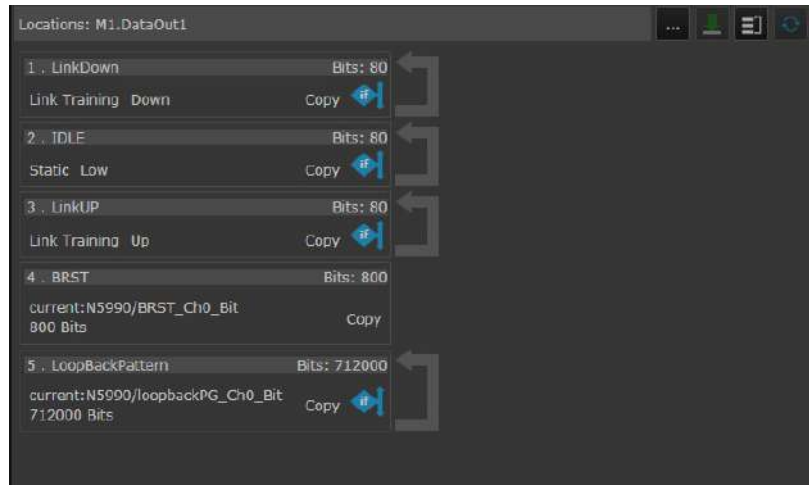 Locations: M1.DataOut1
...
1 . LinkDown Bits: 80
Link Training Down Copy if
2 . IDLE Bits: 80
Static Low Copy if
3 . LinkUP Bits: 80
Link Training Up Copy if
4 . BRST Bits: 800
current:N5990/BRST_Ch0_Bit
800 Bits Copy
5 . LoopBackPattern Bits: 712000
current:N5990/loopbackPG_Ch0_Bit
712000 Bits Copy if